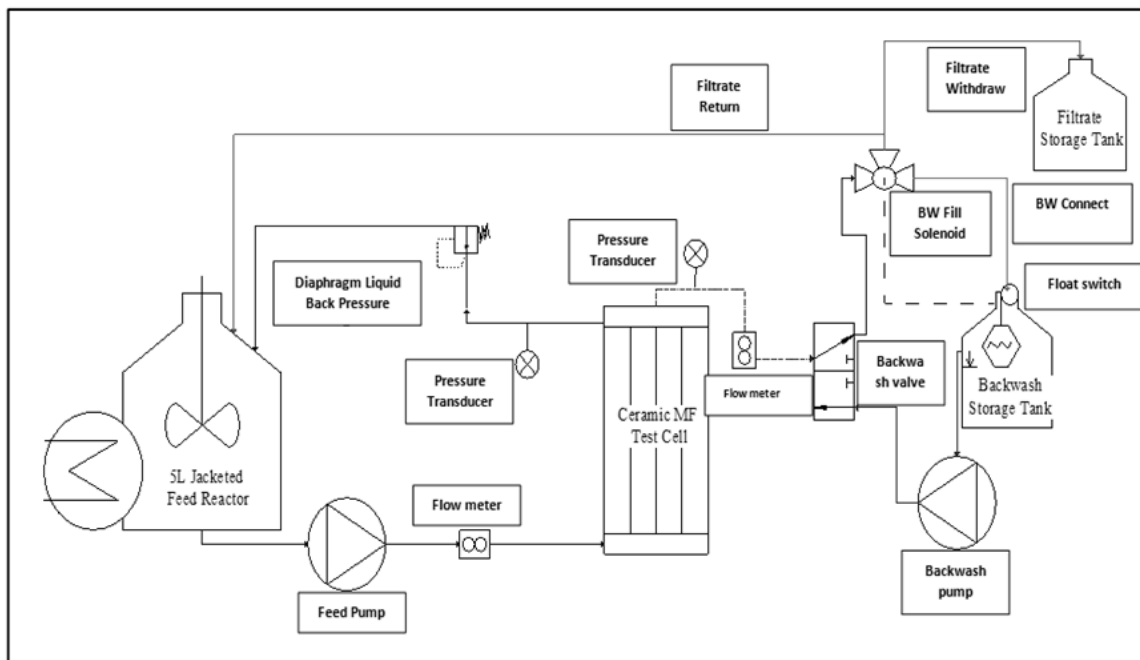 Filtrate
Return
Filtrate
Withdraw
Filtrate
Storage Tank
BW Fill
Solenoid
BW Connect
Pressure
Transducer
Float switch
Diaphragm Liquid
Back Pressure
Pressure
Transducer
Flow meter
Backwa
sh valve
Backwash
Storage Tank
Ceramic MF
Test Cell
5L Jacketed
Feed Reactor
Flow meter
Feed Pump
Backwash
pump